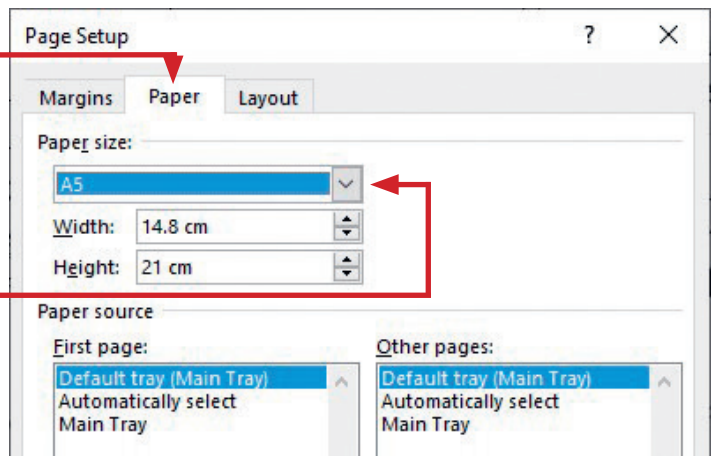 Page Setup ? ×
Margins Paper Layout
Paper size:
A5
Width: 14.8 cm
Height: 21 cm
Paper source
First page: Other pages:
Default tray (Main Tray) Default tray (Main Tray)
Automatically select Automatically select
Main Tray Main Tray